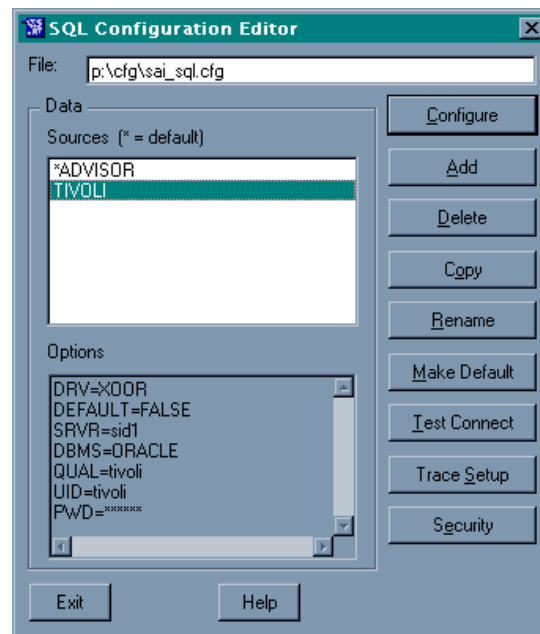 SQL Configuration Editor
File: p:\cfg\sai_sql.cfg
Data
Sources (* = default)
*ADVISOR
TIVOLI
Options
DRV=XOOR
DEFAULT=FALSE
SRVR=sid1
DBMS=ORACLE
QUAL=tivoli
UID=tivoli
PWD=******
Configure
Add
Delete
Copy
Rename
Make Default
Test Connect
Trace Setup
Security
Exit
Help